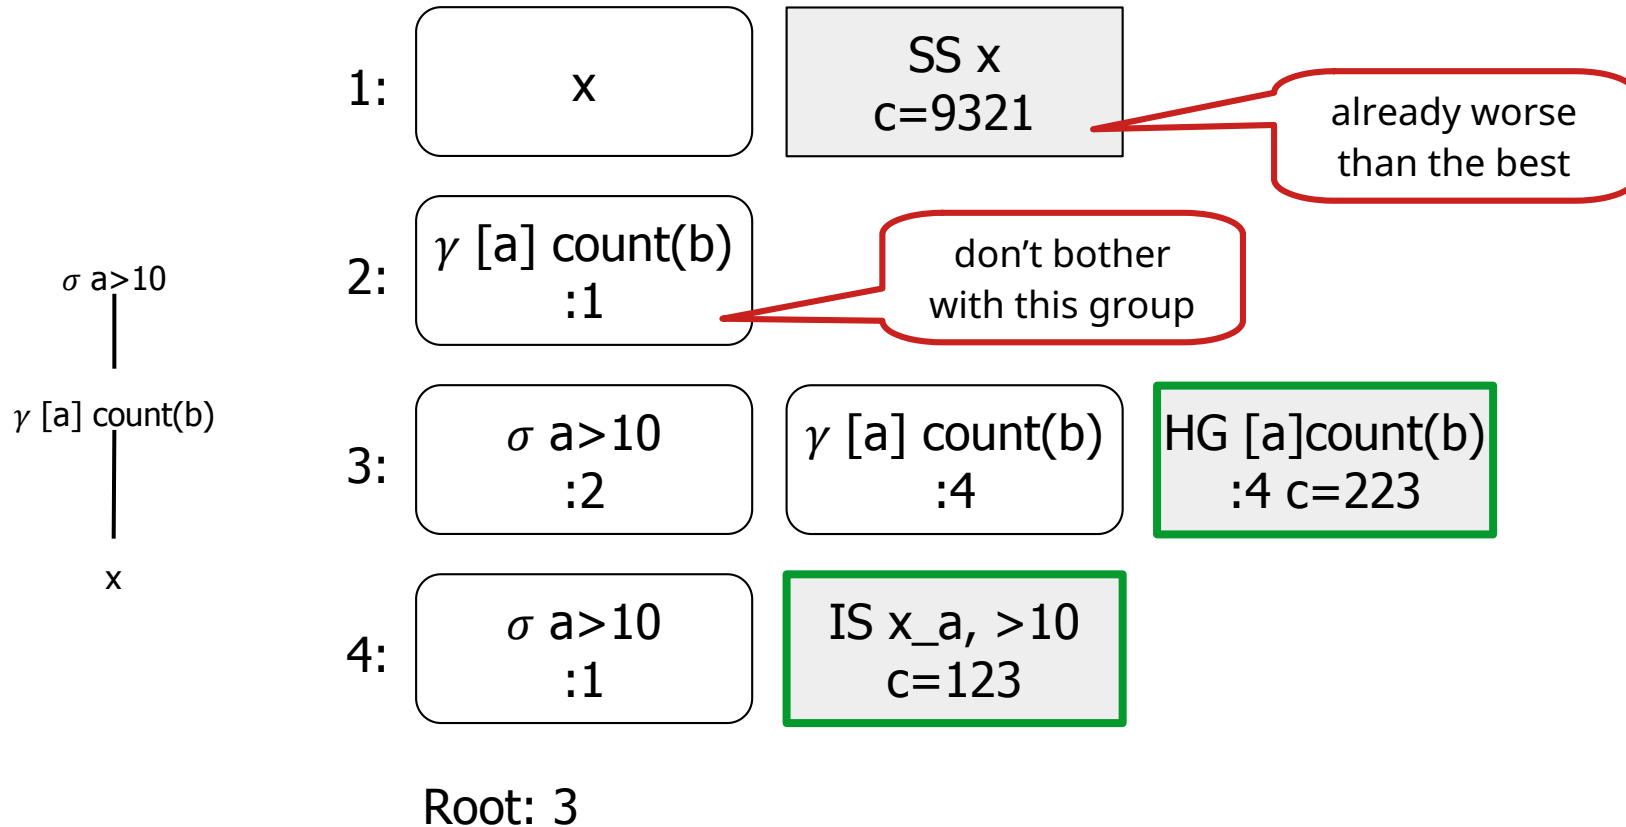 1:
x
SS x
c=9321
already worse
than the best
2:
γ [a] count(b)
:1
don't bother
with this group
σ a>10
γ [a] count(b)
x
3:
σ a>10
:2
γ [a] count(b)
:4
HG [a]count(b)
:4 c=223
4:
σ a>10
:1
IS x_a, >10
c=123
Root: 3